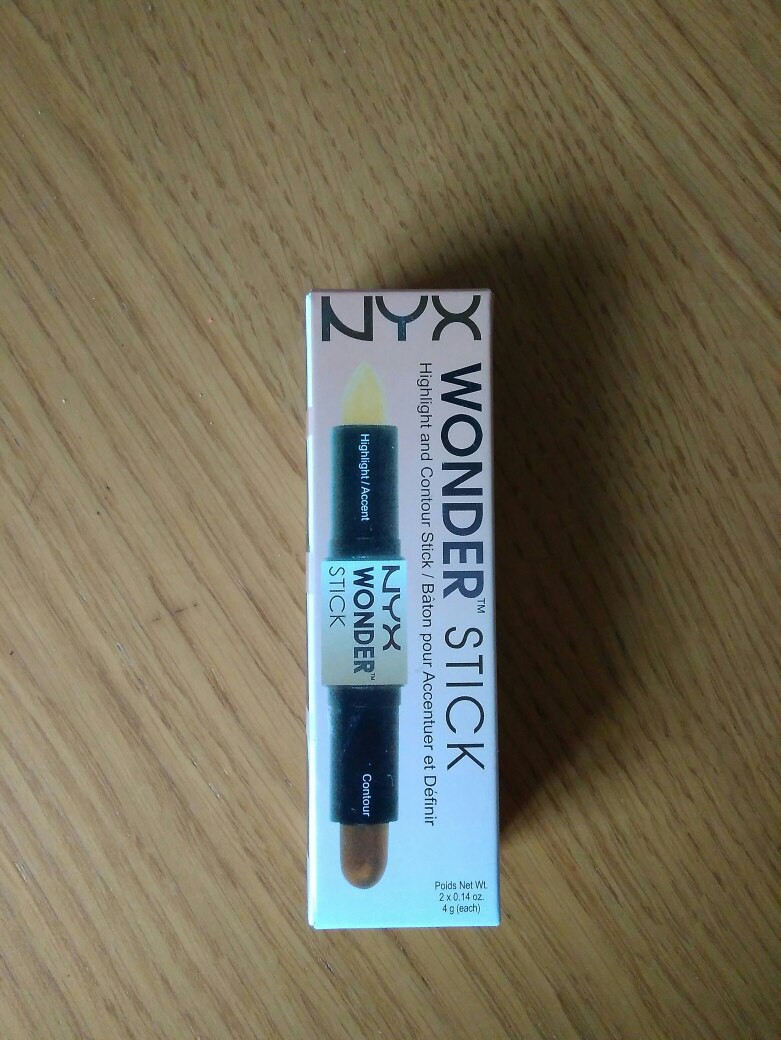 NYX
WONDER™ STICK
Highlight and Contour Stick / Bâton pour Accentuer et Définir
Highlight / Accent
NYX
WONDER™
STICK
Contour
Poids Net Wt.
2 x 0.14 oz.
4 g (each)